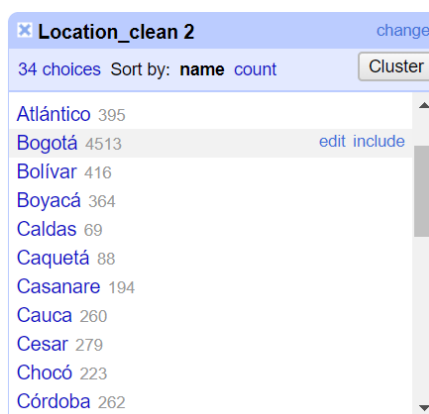 Location_clean 2 change
34 choices Sort by: name count Cluster
Atlántico 395
Bogotá 4513 edit include
Bolívar 416
Boyacá 364
Caldas 69
Caquetá 88
Casanare 194
Cauca 260
Cesar 279
Chocó 223
Córdoba 262